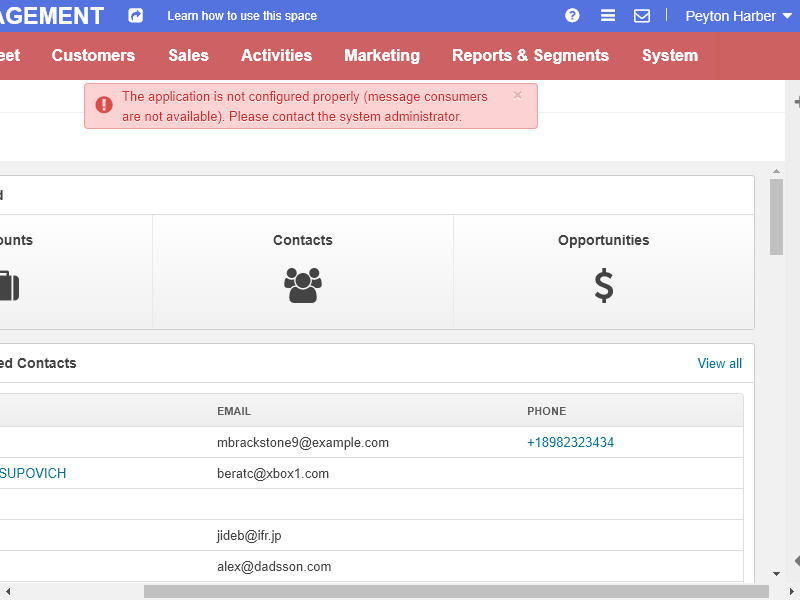 AGEMENT Learn how to use this space Peyton Harber
eet Customers Sales Activities Marketing Reports & Segments System
The application is not configured properly (message consumers ×
are not available). Please contact the system administrator.
d
ounts Contacts Opportunities
ed Contacts View all
EMAIL PHONE
mbrackstone9@example.com +18982323434
SUPOVICH beratc@xbox1.com
jideb@ifr.jp
alex@dadsson.com